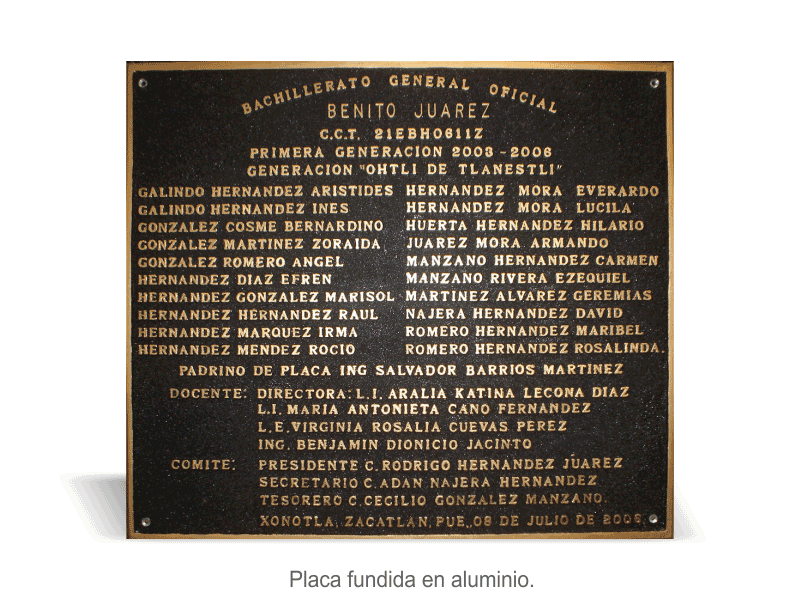 BACHILLERATO GENERAL OFICIAL
BENITO JUAREZ
C.C.T. 21EBH0611Z
PRIMERA GENERACION 2003 - 2006
GENERACION "OHTLI DE TLANESTLI"
GALINDO HERNANDEZ ARISTIDES HERNANDEZ MORA EVERARDO
GALINDO HERNANDEZ INES HERNANDEZ MORA LUCILA
GONZALEZ COSME BERNARDINO HUERTA HERNANDEZ HILARIO
GONZALEZ MARTINEZ ZORAIDA JUAREZ MORA ARMANDO
GONZALEZ ROMERO ANGEL MANZANO HERNANDEZ CARMEN
HERNANDEZ DIAZ EFREN MANZANO RIVERA EZEQUIEL
HERNANDEZ GONZALEZ MARISOL MARTINEZ ALVAREZ GEREMIAS
HERNANDEZ HERNANDEZ RAUL NAJERA HERNANDEZ DAVID
HERNANDEZ MARQUEZ IRMA ROMERO HERNANDEZ MARIBEL
HERNANDEZ MENDEZ ROCIO ROMERO HERNANDEZ ROSALINDA.
PADRINO DE PLACA ING SALVADOR BARRIOS MARTINEZ
DOCENTE: DIRECTORA: L.I. ARALIA KATINA LECONA DIAZ
L.I. MARIA ANTONIETA CANO FERNANDEZ
L.E. VIRGINIA ROSALIA CUEVAS PEREZ
ING. BENJAMIN DIONICIO JACINTO
COMITE: PRESIDENTE C. RODRIGO HERNANDEZ JUAREZ
SECRETARIO C. ADAN NAJERA HERNANDEZ
TESORERO C. CECILIO GONZALEZ MANZANO.
XONOTLA, ZACATLAN, PUE., 06 DE JULIO DE 2006.
Placa fundida en aluminio.